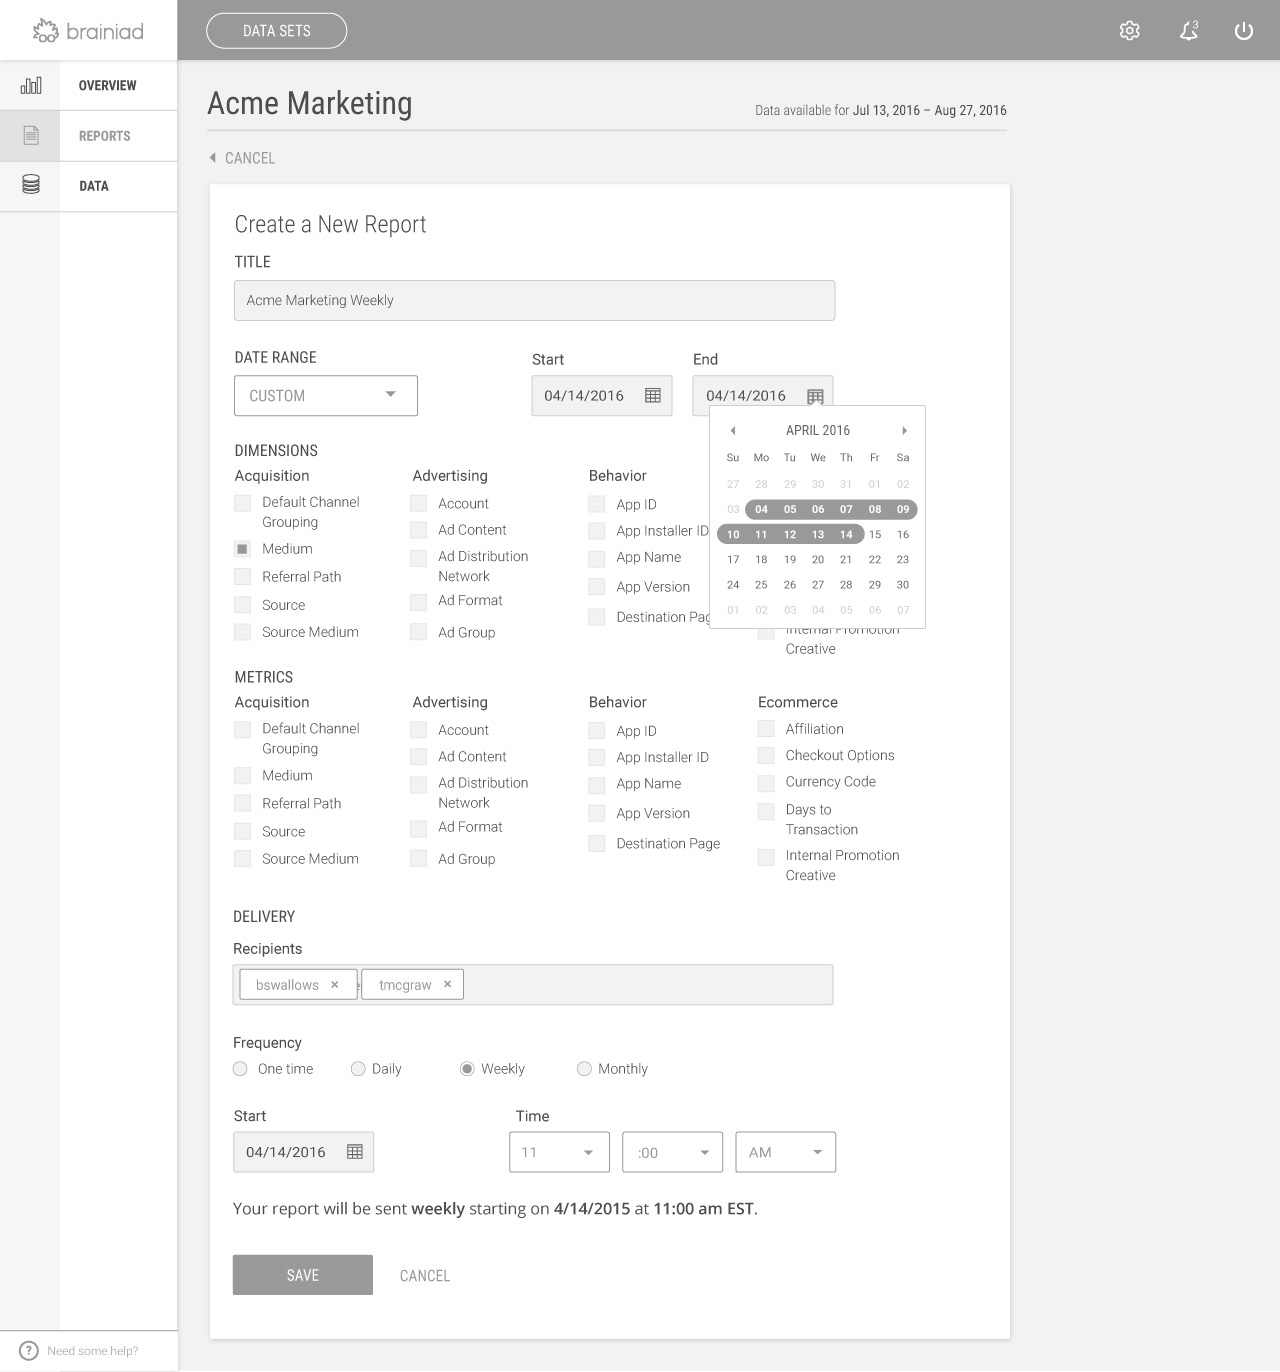 brainiad
DATA SETS
3
OVERVIEW
REPORTS
DATA
Acme Marketing
Data available for Jul 13, 2016 – Aug 27, 2016
CANCEL
Create a New Report
TITLE
Acme Marketing Weekly
DATE RANGE
CUSTOM
Start
04/14/2016
End
04/14/2016
APRIL 2016
Su Mo Tu We Th Fr Sa
27 28 29 30 31 01 02
03 04 05 06 07 08 09
10 11 12 13 14 15 16
17 18 19 20 21 22 23
24 25 26 27 28 29 30
01 02 03 04 05 06 07
DIMENSIONS
Acquisition
Default Channel
Grouping
Medium
Referral Path
Source
Source Medium
Advertising
Account
Ad Content
Ad Distribution
Network
Ad Format
Ad Group
Behavior
App ID
App Installer ID
App Name
App Version
Destination Pag
Internal Promotion
Creative
METRICS
Acquisition
Default Channel
Grouping
Medium
Referral Path
Source
Source Medium
Advertising
Account
Ad Content
Ad Distribution
Network
Ad Format
Ad Group
Behavior
App ID
App Installer ID
App Name
App Version
Destination Page
Ecommerce
Affiliation
Checkout Options
Currency Code
Days to
Transaction
Internal Promotion
Creative
DELIVERY
Recipients
bswallows × tmcgraw ×
Frequency
One time Daily Weekly Monthly
Start
04/14/2016
Time
11 :00 AM
Your report will be sent weekly starting on 4/14/2015 at 11:00 am EST.
SAVE CANCEL
? Need some help?